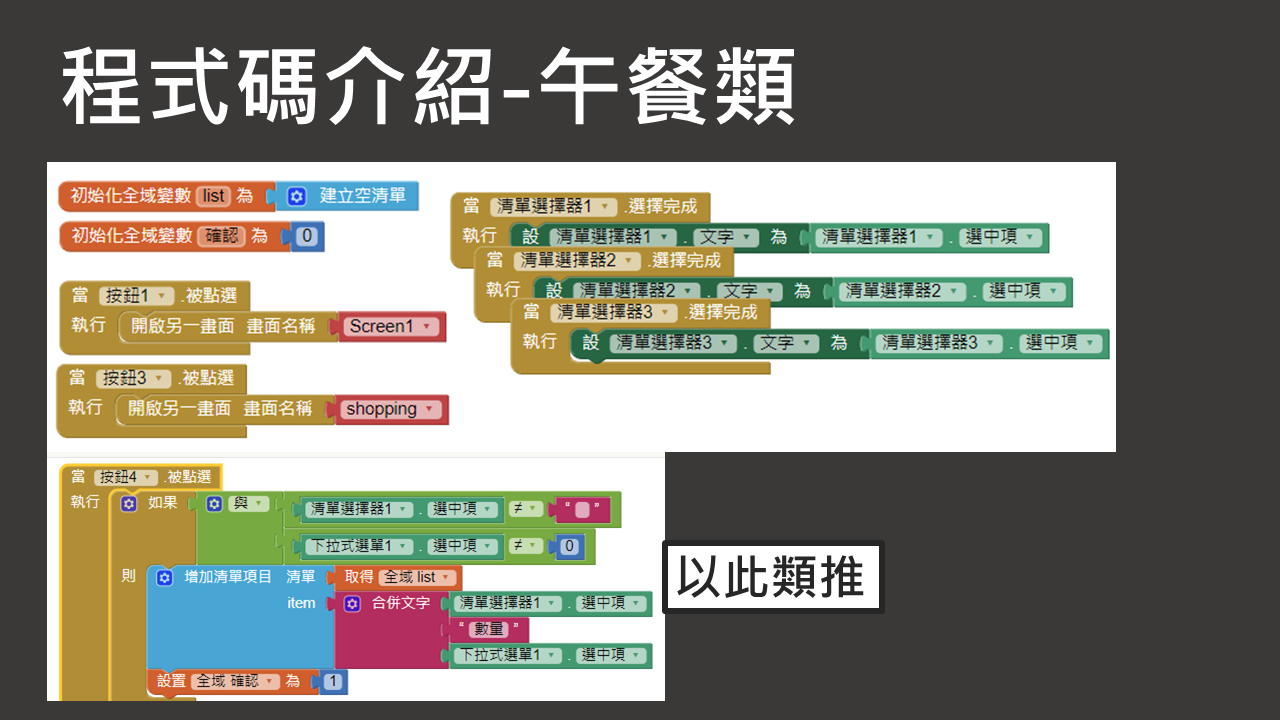 程式碼介紹-午餐類
初始化全域變數 list 為 建立空清單
初始化全域變數 確認 為 0
當 按鈕1 .被點選
執行 開啟另一畫面 畫面名稱 Screen1
當 按鈕3 .被點選
執行 開啟另一畫面 畫面名稱 shopping
當 清單選擇器1 .選擇完成
執行 設 清單選擇器1 . 文字 為 清單選擇器1 . 選中項
當 清單選擇器2 .選擇完成
執行 設 清單選擇器2 . 文字 為 清單選擇器2 . 選中項
當 清單選擇器3 .選擇完成
執行 設 清單選擇器3 . 文字 為 清單選擇器3 . 選中項
當 按鈕4 .被點選
執行 如果 與 清單選擇器1 . 選中項 ≠ “ ”
下拉式選單1 . 選中項 ≠ 0
則 增加清單項目 清單 取得 全域 list
item 合併文字 清單選擇器1 . 選中項
“ 數量 ”
下拉式選單1 . 選中項
設置 全域 確認 為 1
以此類推